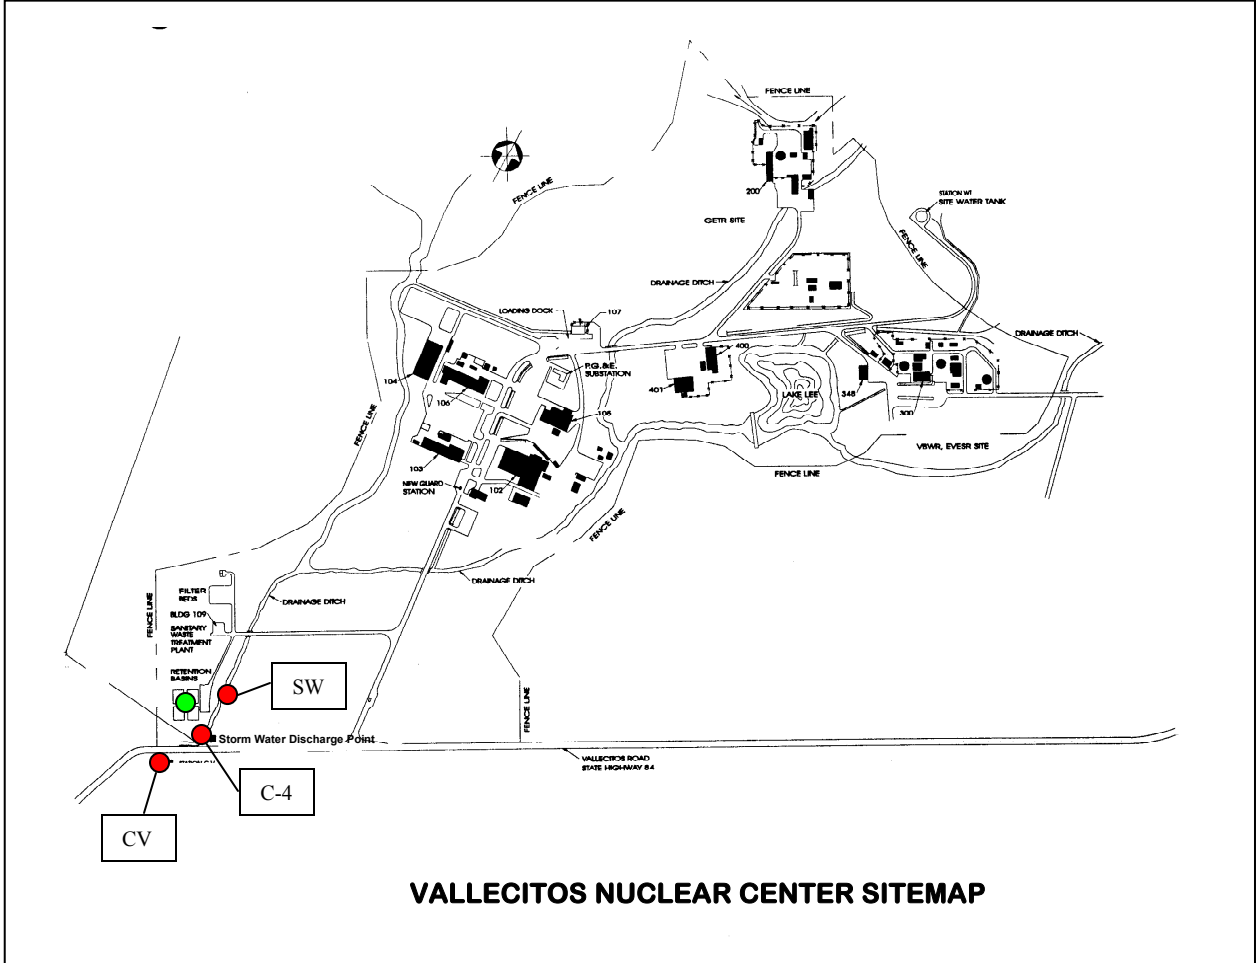 FENCE LINE
200
GETR SITE
STATION WT
SITE WATER TANK
FENCE LINE
FENCE LINE
DRAINAGE DITCH
LOADING DOCK
107
DRAINAGE DITCH
400
P.G.&E.
SUBSTATION
104
106
401
LAKE LEE
348
300
105
FENCE LINE
VBWR, EVESR SITE
103
FENCE LINE
NEW GUARD
STATION
102
FENCE LINE
DRAINAGE DITCH
FILTER
BEDS
DRAINAGE DITCH
FENCE LINE
BLDG 109
SANITARY
WASTE
TREATMENT
PLANT
RETENTION
BASINS
SW
FENCE LINE
Storm Water Discharge Point
VALLECITOS ROAD
STATE HIGHWAY 84
C-4
CV
VALLECITOS NUCLEAR CENTER SITEMAP